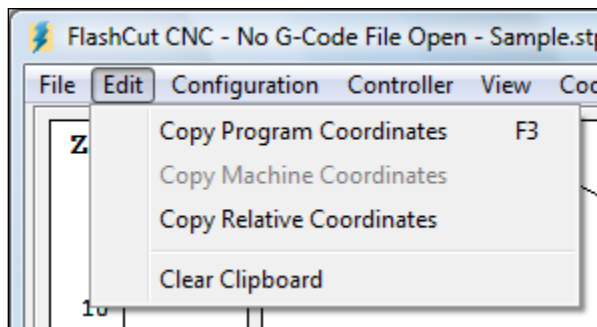 FlashCut CNC - No G-Code File Open - Sample.stp
File Edit Configuration Controller View Coo
Z
Copy Program Coordinates F3
Copy Machine Coordinates
Copy Relative Coordinates
Clear Clipboard
10